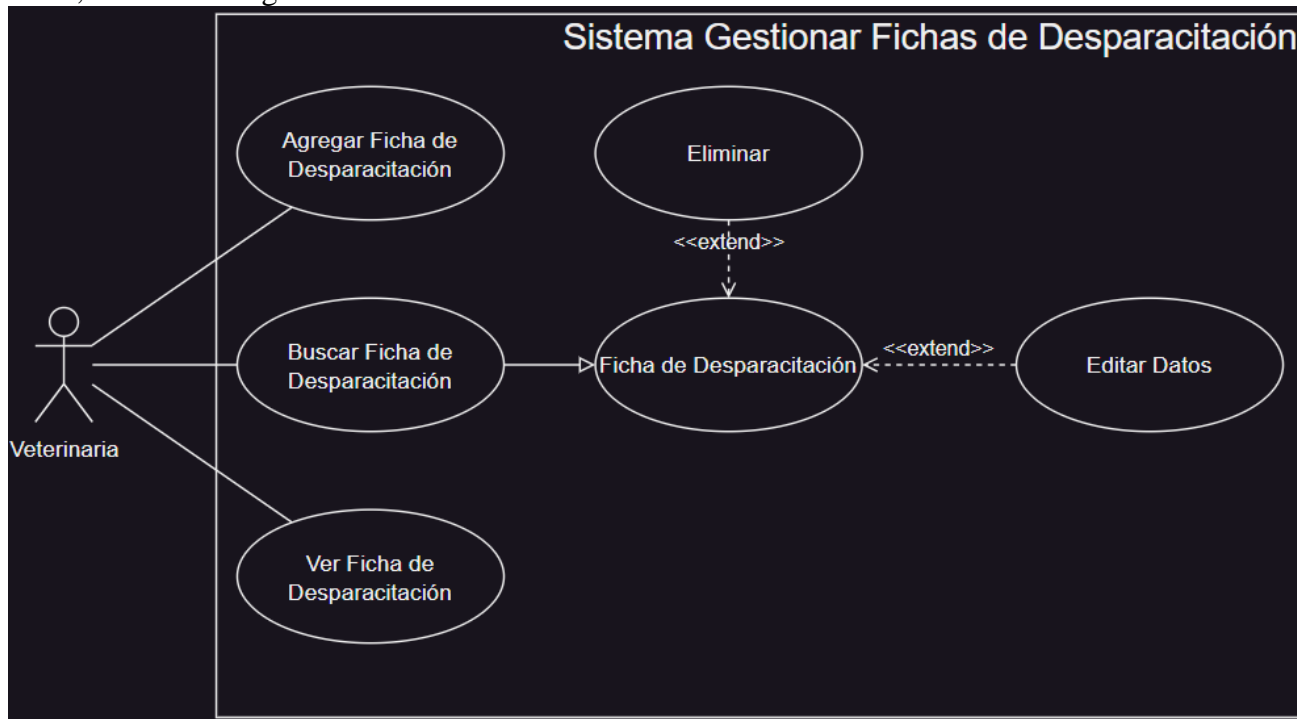 Sistema Gestionar Fichas de Desparacitación
Agregar Ficha de
Desparacitación
Eliminar
<<extend>>
Buscar Ficha de
Desparacitación
Ficha de Desparacitación
<<extend>>
Editar Datos
Veterinaria
Ver Ficha de
Desparacitación